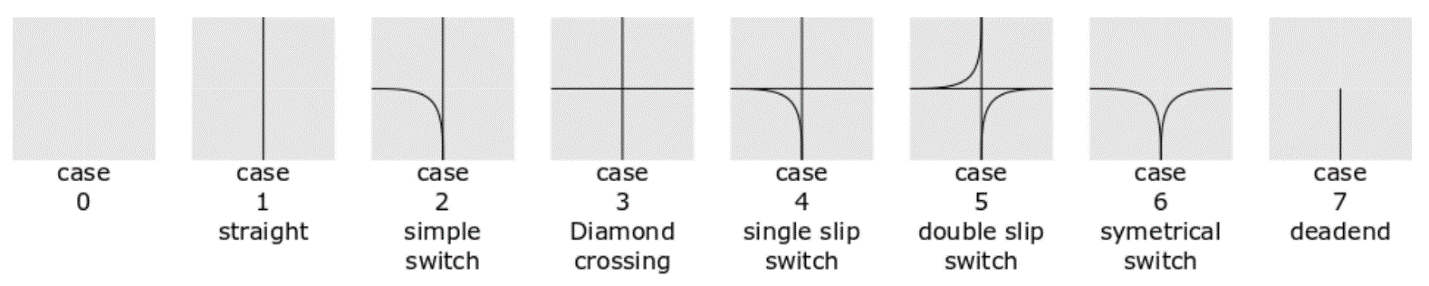 case
0
case
1
straight
case
2
simple
switch
case
3
Diamond
crossing
case
4
single slip
switch
case
5
double slip
switch
case
6
symetrical
switch
case
7
deadend